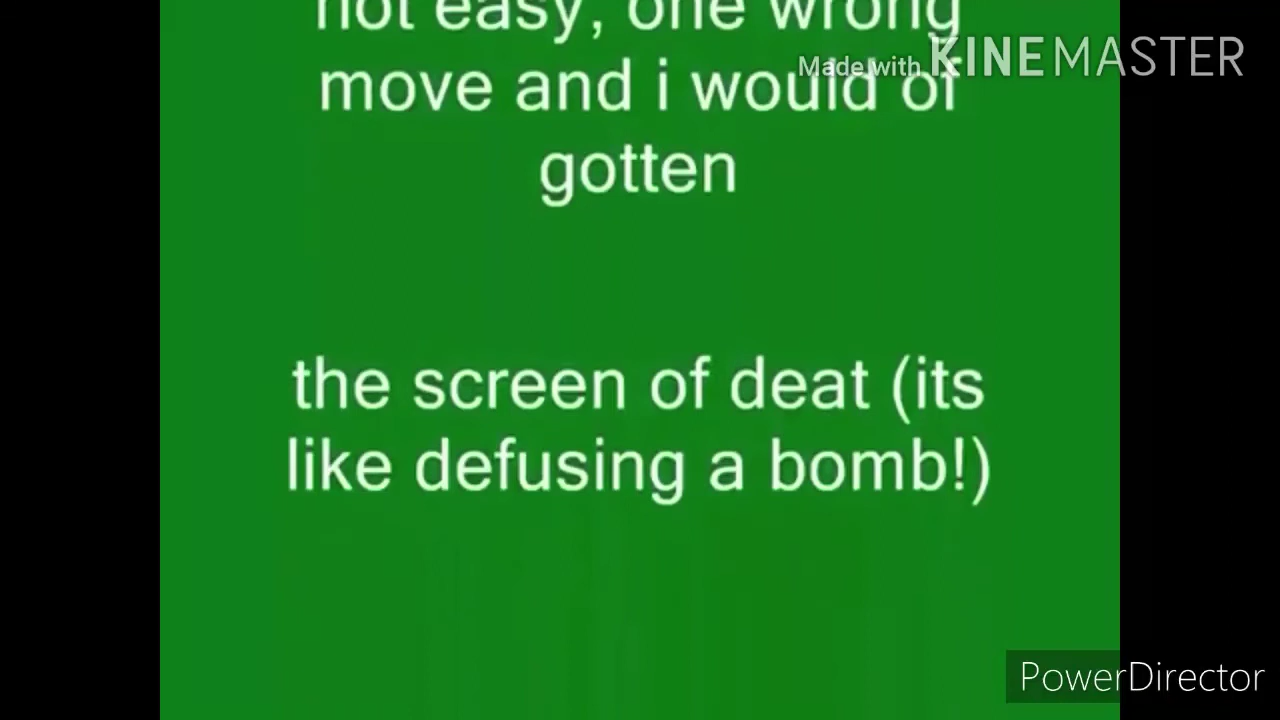 not easy, one wrong
Made with KINEMASTER
move and i would of
gotten
the screen of deat (its
like defusing a bomb!)
PowerDirector